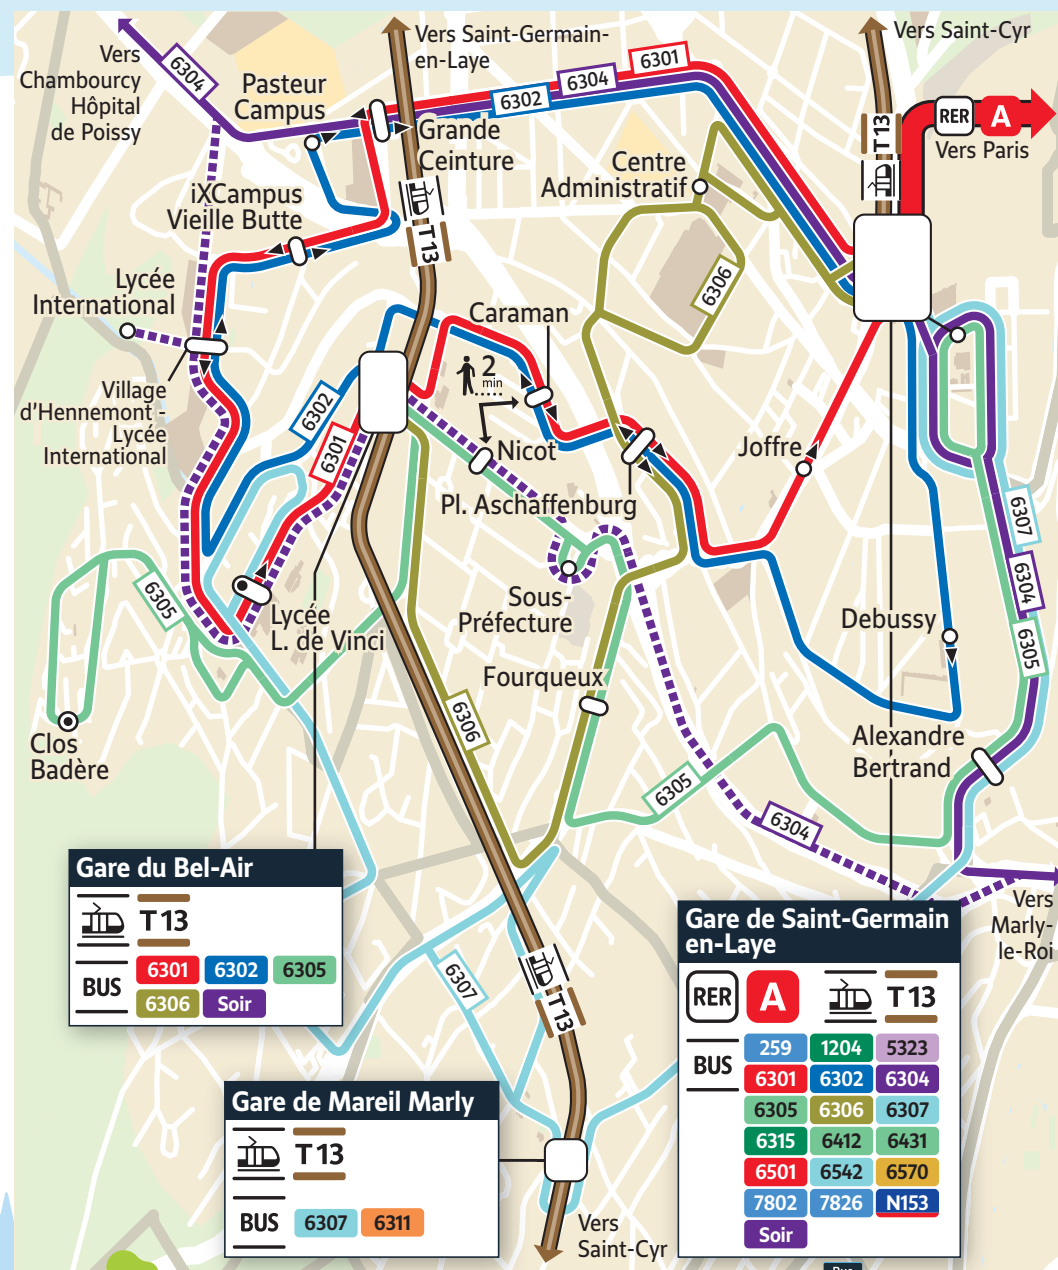 Vers Saint-Germain-
en-Laye
Vers Saint-Cyr
Vers
Chambourcy
Hôpital
de Poissy
6304
Pasteur
Campus
6302
6304
6301
Grande
Ceinture
T13
RER A
Vers Paris
Centre
Administratif
iXCampus
Vieille Butte
T13
Lycée
International
6306
Caraman
2
min
Village
d'Hennemont -
Lycée
International
6302
6301
Nicot
Joffre
Pl. Aschaffenburg
6307
6304
6305
6305
Sous-
Préfecture
Lycée
L. de Vinci
Debussy
Fourqueux
6306
Clos
Badère
Alexandre
Bertrand
6305
6304
Vers
Marly-
le-Roi
Gare du Bel-Air
T13
BUS
6301 6302 6305
6306 Soir
6307
T13
Gare de Saint-Germain
en-Laye
RER A T13
BUS
259 1204 5323
6301 6302 6304
6305 6306 6307
6315 6412 6431
6501 6542 6570
7802 7826 N153
Soir
Gare de Mareil Marly
T13
BUS
6307 6311
Vers
Saint-Cyr